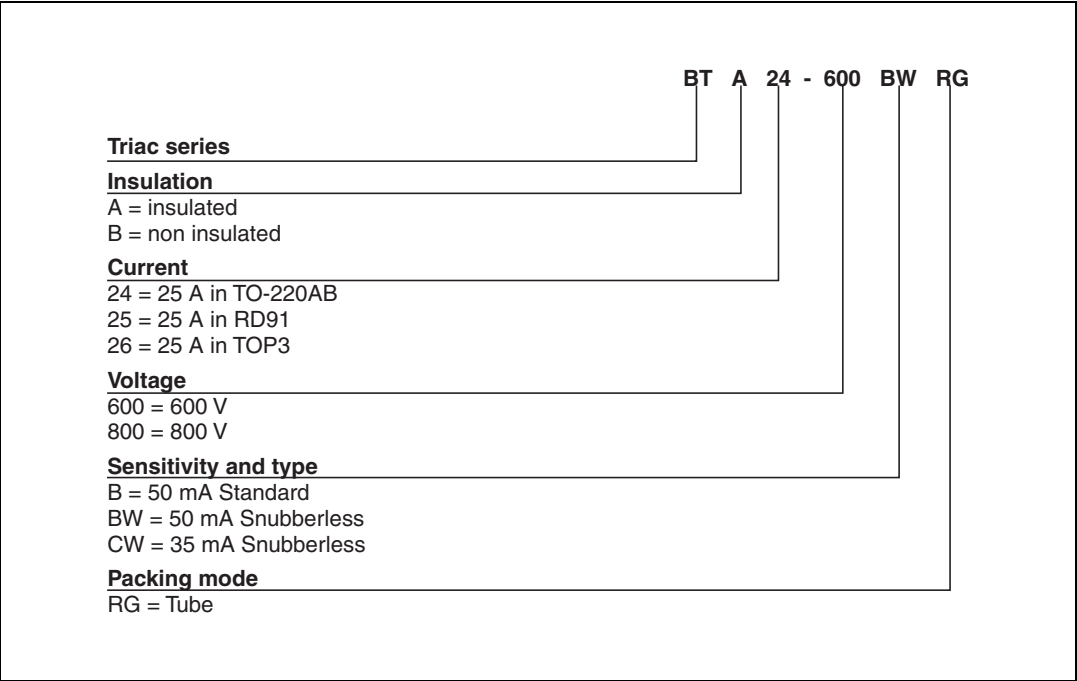 BT A 24 - 600 BW RG
Triac series
Insulation
A = insulated
B = non insulated
Current
24 = 25 A in TO-220AB
25 = 25 A in RD91
26 = 25 A in TOP3
Voltage
600 = 600 V
800 = 800 V
Sensitivity and type
B = 50 mA Standard
BW = 50 mA Snubberless
CW = 35 mA Snubberless
Packing mode
RG = Tube